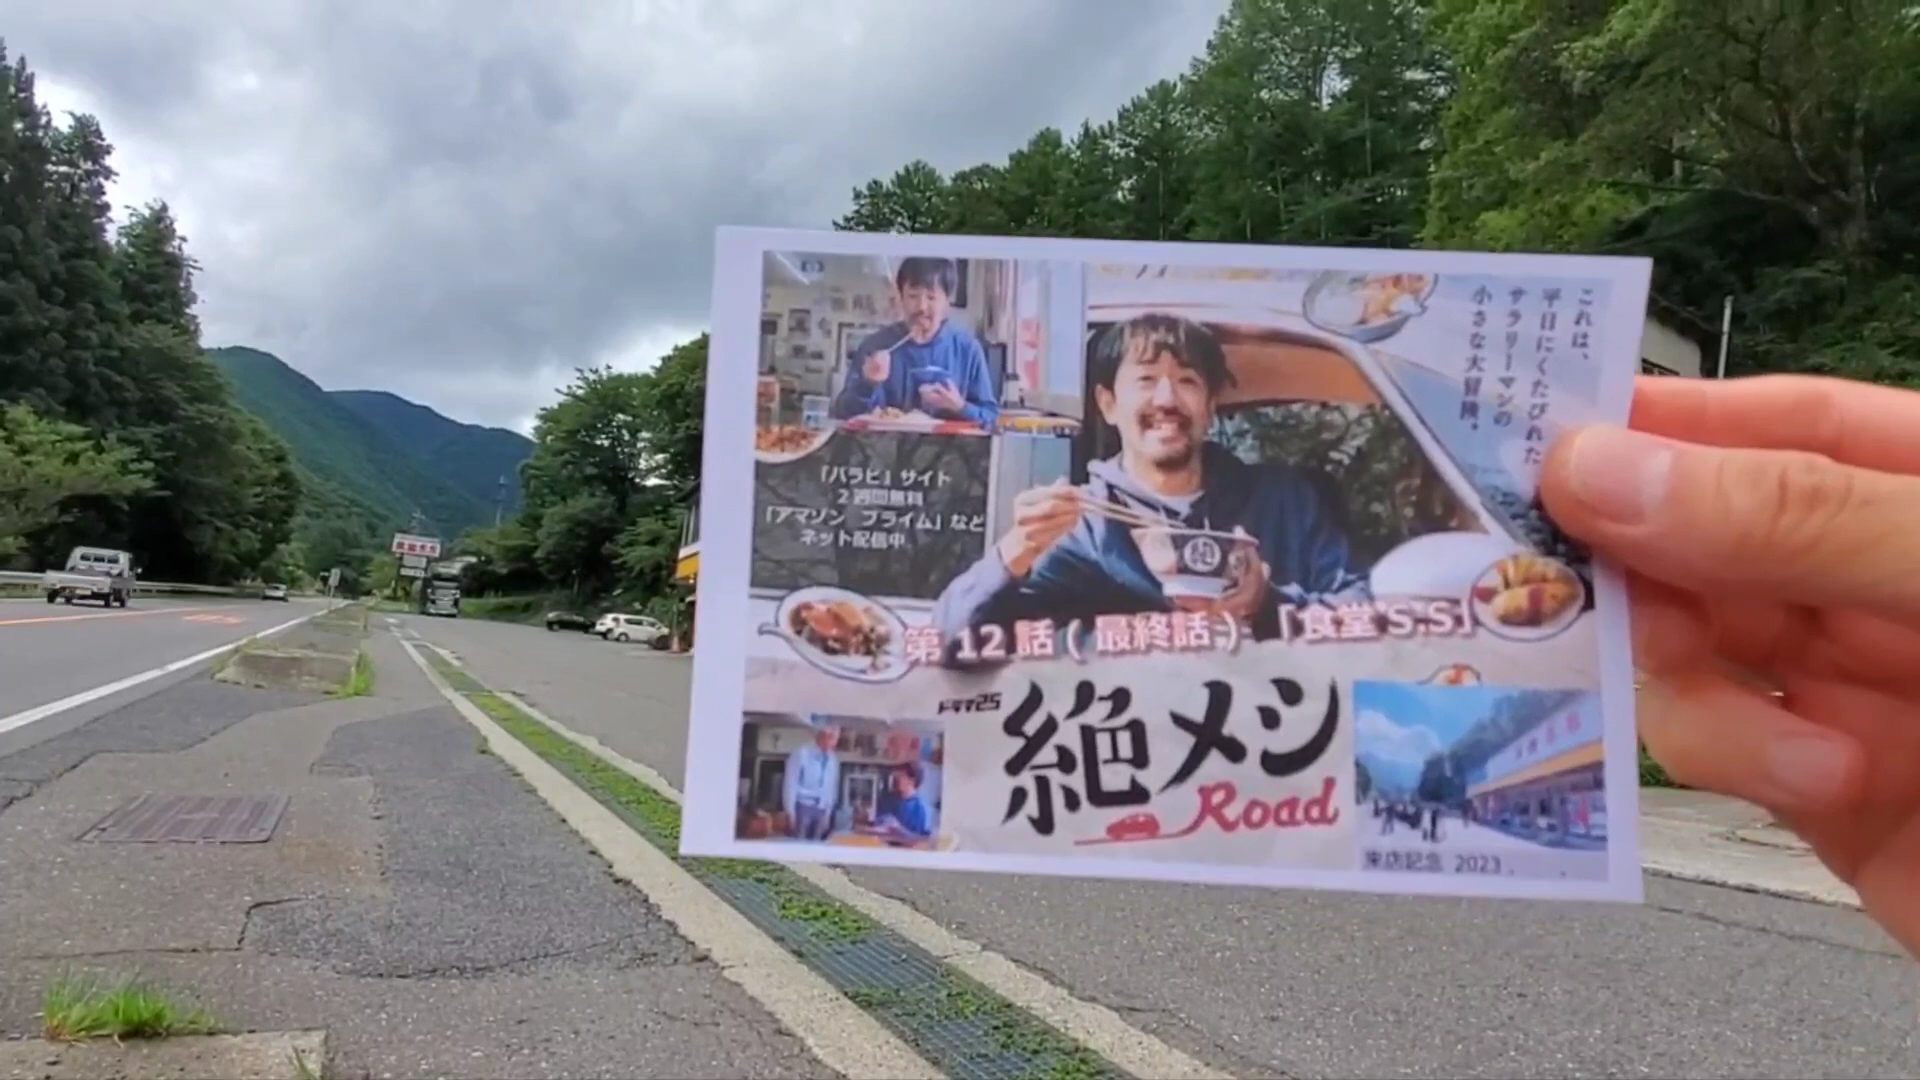 これは、
平日にくたびれた
サラリーマンの
小さな大冒険。
「パラビ」サイト
2週間無料
「アマゾン プライム」など
ネット配信中
絶
第12話(最終話)「食堂S.S」
ドラマ25
絶メシ
Road
来店記念 2023.